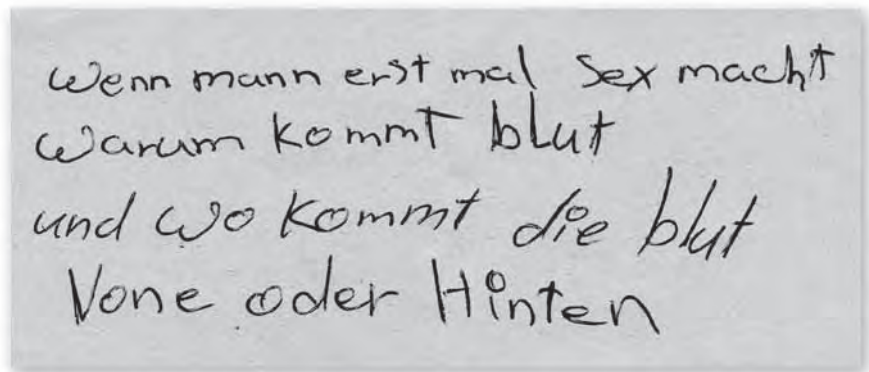 wenn mann erst mal Sex macht
warum kommt blut
und wo kommt die blut
Vone oder Hinten